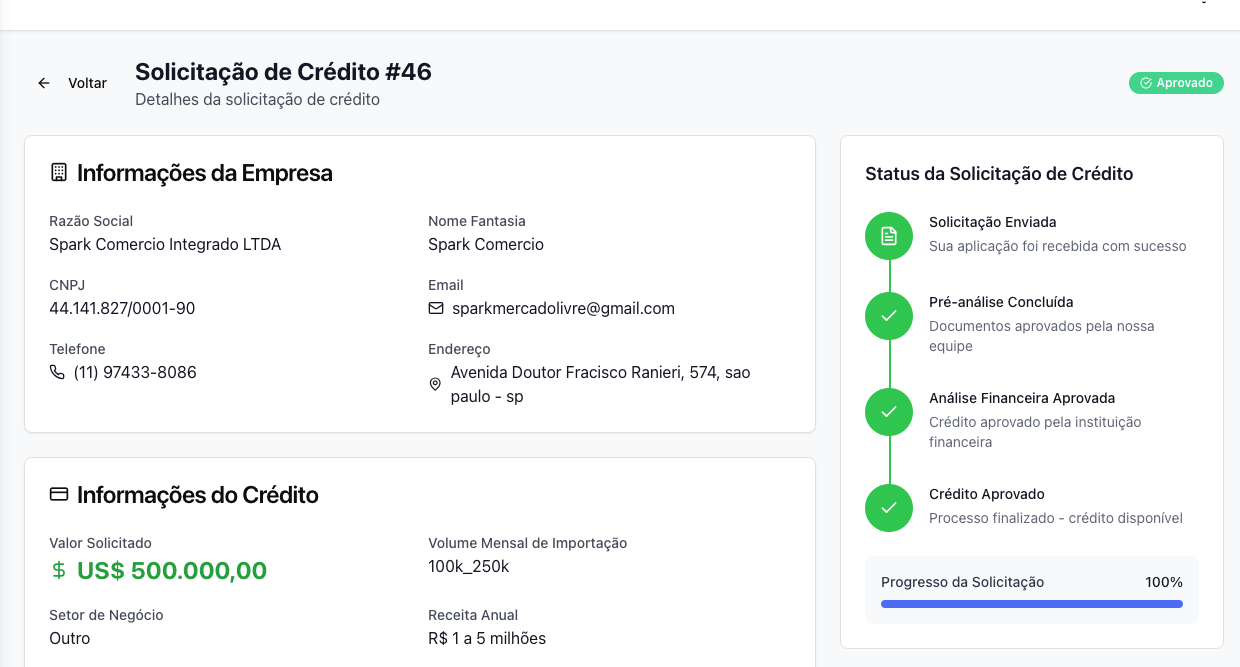 Voltar
Solicitação de Crédito #46
Detalhes da solicitação de crédito
Aprovado
Informações da Empresa
Razão Social
Spark Comercio Integrado LTDA
Nome Fantasia
Spark Comercio
CNPJ
44.141.827/0001-90
Email
sparkmercadolivre@gmail.com
Telefone
(11) 97433-8086
Endereço
Avenida Doutor Fracisco Ranieri, 574, sao
paulo - sp
Informações do Crédito
Valor Solicitado
US$ 500.000,00
Volume Mensal de Importação
100k_250k
Setor de Negócio
Outro
Receita Anual
R$ 1 a 5 milhões
Status da Solicitação de Crédito
Solicitação Enviada
Sua aplicação foi recebida com sucesso
Pré-análise Concluída
Documentos aprovados pela nossa
equipe
Análise Financeira Aprovada
Crédito aprovado pela instituição
financeira
Crédito Aprovado
Processo finalizado - crédito disponível
Progresso da Solicitação 100%